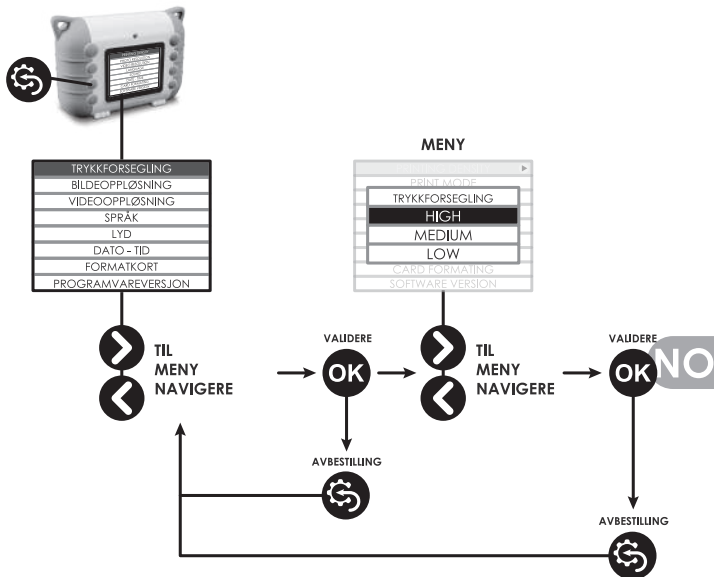 MENY
TRYKKFORSEGLING
BILDEOPPLØSNING
VIDEOOPPLØSNING
SPRÅK
LYD
DATO - TID
FORMATKORT
PROGRAMVAREVERSJON
PRINT MODE
TRYKKFORSEGLING
HIGH
MEDIUM
LOW
CARD FORMATING
SOFTWARE VERSION
TIL
MENY
NAVIGERE
VALIDERE
OK
TIL
MENY
NAVIGERE
VALIDERE
OK
NO
AVBESTILLING
AVBESTILLING